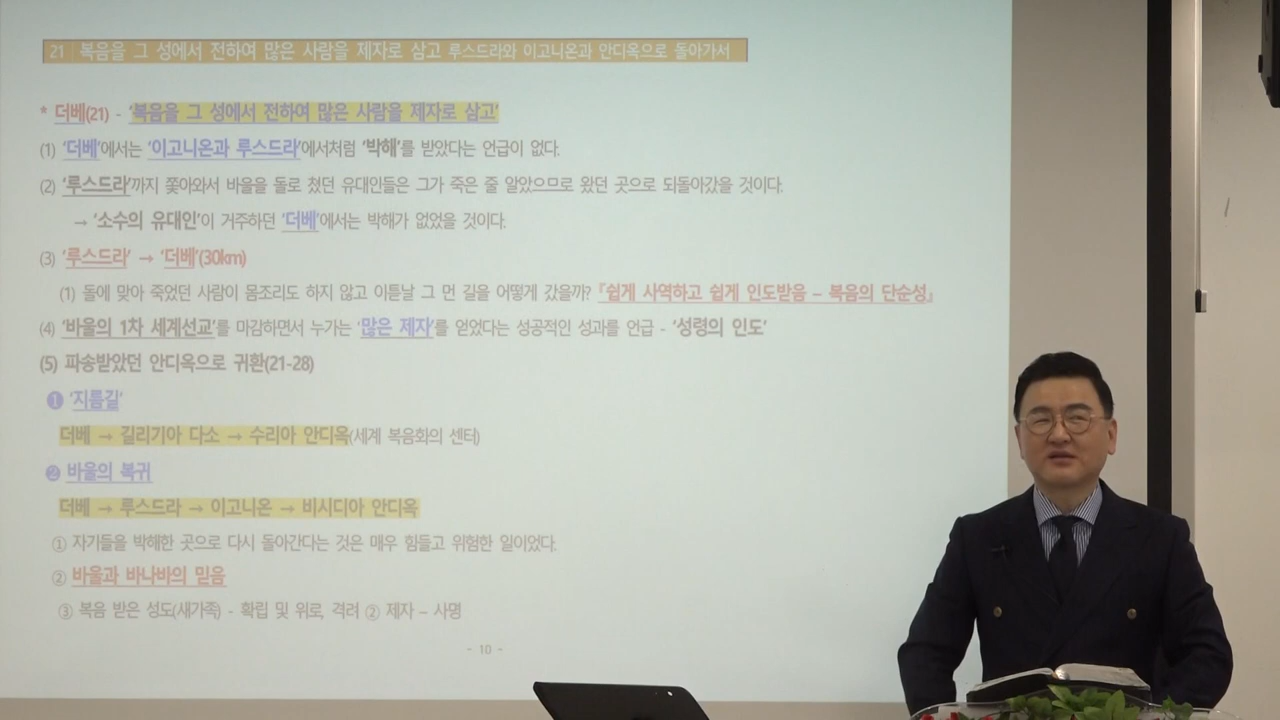 21 복음을 그 성에서 전하여 많은 사람을 제자로 삼고 루스드라와 이고니온과 안디옥으로 돌아가서
* 더베(21) - '복음을 그 성에서 전하여 많은 사람을 제자로 삼고'
(1) '더베'에서는 '이고니온과 루스드라'에서처럼 '박해'를 받았다는 언급이 없다.
(2) '루스드라'까지 쫓아와서 바울을 돌로 쳤던 유대인들은 그가 죽은 줄 알았으므로 왔던 곳으로 되돌아갔을 것이다.
→ '소수의 유대인'이 거주하던 '더베'에서는 박해가 없었을 것이다.
(3) '루스드라' → '더베'(30km)
(1) 돌에 맞아 죽었던 사람이 몸조리도 하지 않고 이튿날 그 먼 길을 어떻게 갔을까? 『쉽게 사역하고 쉽게 인도받음 – 복음의 단순성』
(4) '바울의 1차 세계선교'를 마감하면서 누가는 '많은 제자'를 얻었다는 성공적인 성과를 언급 - '성령의 인도'
(5) 파송받았던 안디옥으로 귀환(21-28)
❶ '지름길'
더베 → 길리기아 다소 → 수리아 안디옥(세계 복음화의 센터)
❷ 바울의 복귀
더베 → 루스드라 → 이고니온 → 비시디아 안디옥
① 자기들을 박해한 곳으로 다시 돌아간다는 것은 매우 힘들고 위험한 일이었다.
② 바울과 바나바의 믿음
③ 복음 받은 성도(새가족) - 확립 및 위로, 격려 ② 제자 – 사명
- 10 -